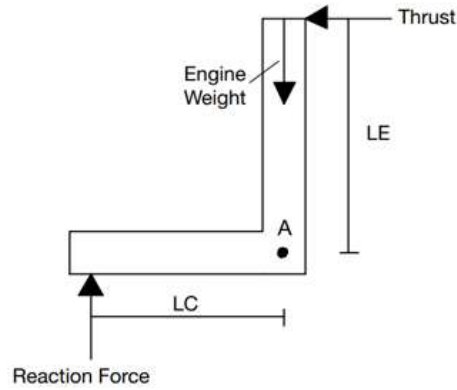 Thrust
Engine
Weight
LE
A
LC
Reaction Force